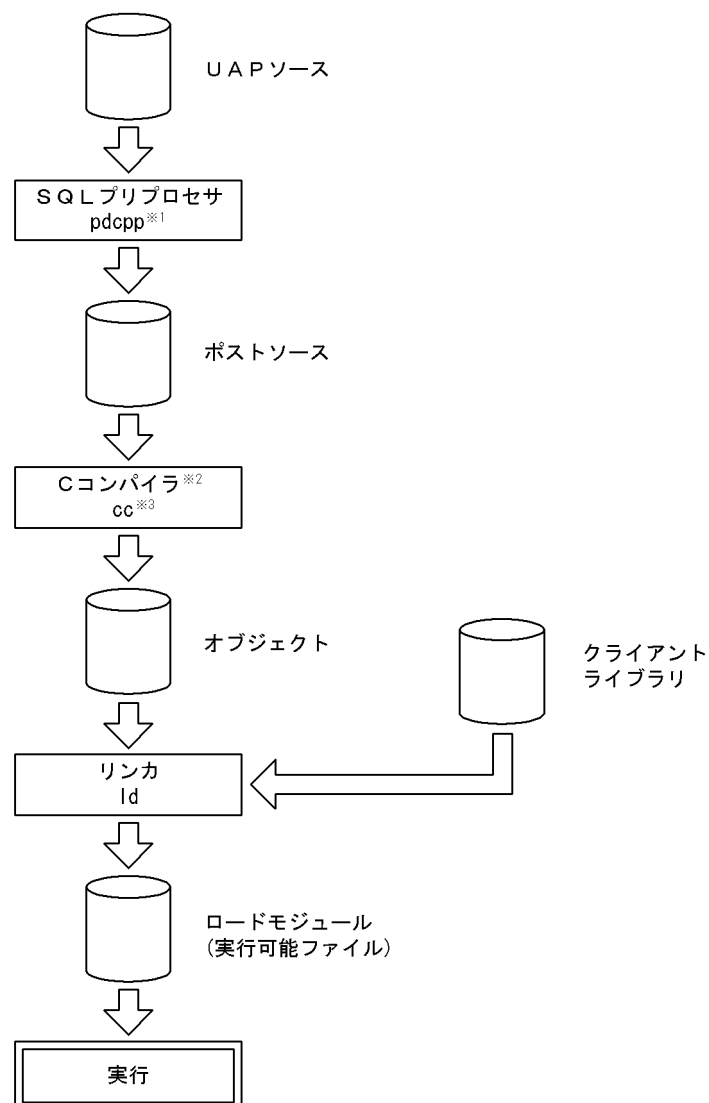 ＵＡＰソース
ＳＱＬプリプロセサ
pdcpp※1
ポストソース
Ｃコンパイラ※2
cc※3
オブジェクト
クライアント
ライブラリ
リンカ
ld
ロードモジュール
(実行可能ファイル)
実行